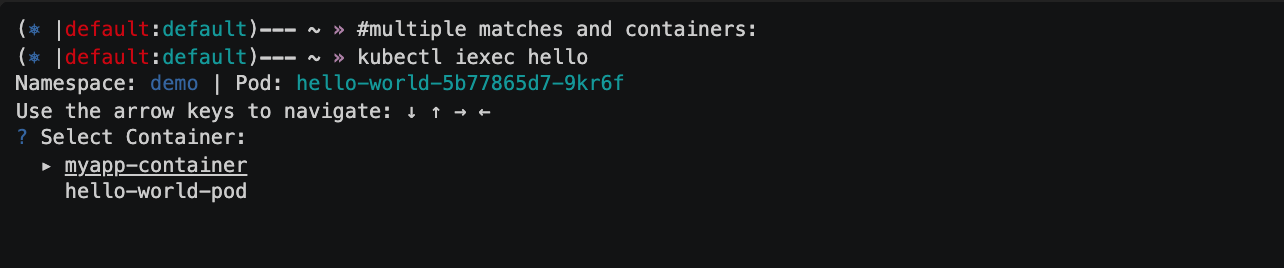 (⎈ |default:default)——— ~ » #multiple matches and containers:
(⎈ |default:default)——— ~ » kubectl iexec hello
Namespace: demo | Pod: hello-world-5b77865d7-9kr6f
Use the arrow keys to navigate: ↓ ↑ → ←
? Select Container:
▸ myapp-container
hello-world-pod